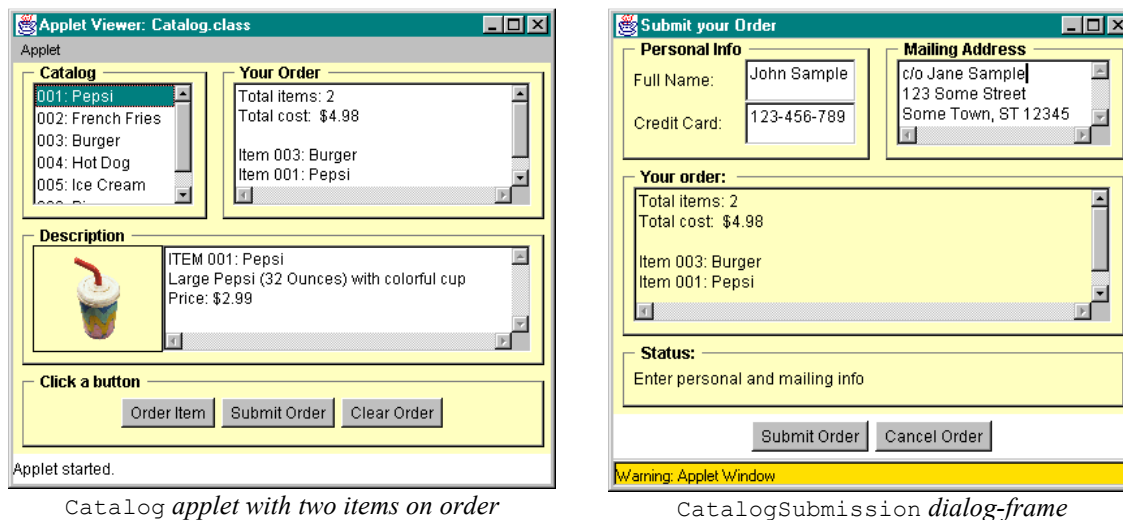 Applet Viewer: Catalog.class
Applet
Catalog
001: Pepsi
002: French Fries
003: Burger
004: Hot Dog
005: Ice Cream
Your Order
Total items: 2
Total cost: $4.98
Item 003: Burger
Item 001: Pepsi
Description
ITEM 001: Pepsi
Large Pepsi (32 Ounces) with colorful cup
Price: $2.99
Click a button
Order Item Submit Order Clear Order
Applet started.
Catalog applet with two items on order
Submit your Order
Personal Info
Full Name: John Sample
Credit Card: 123-456-789
Mailing Address
c/o Jane Sample
123 Some Street
Some Town, ST 12345
Your order:
Total items: 2
Total cost: $4.98
Item 003: Burger
Item 001: Pepsi
Status:
Enter personal and mailing info
Submit Order Cancel Order
Warning: Applet Window
CatalogSubmission dialog-frame